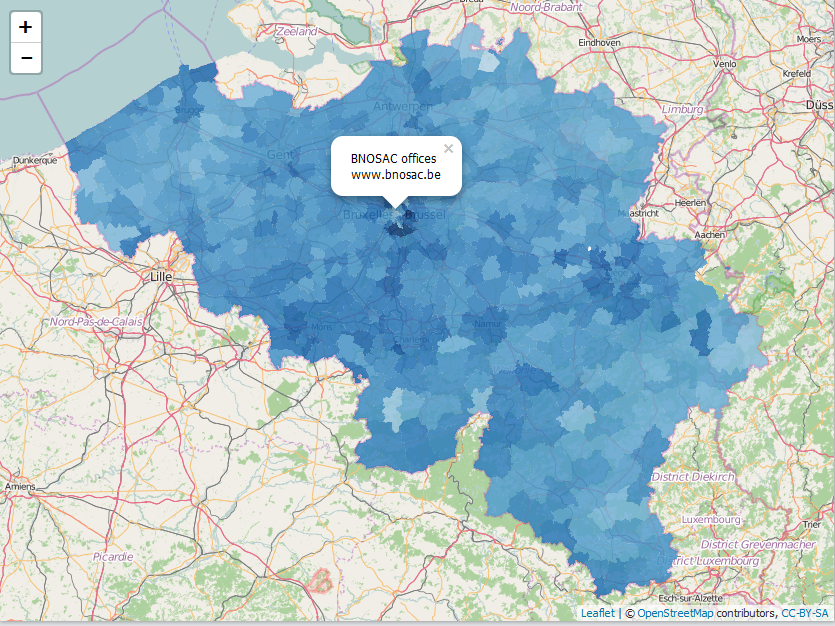 Breda
Noord-Brabant
+
−
Zeeland
Eindhoven
Moers
Venlo
Krefeld
Düss
Antwerpen
Limburg
Gent
×
BNOSAC offices
www.bnosac.be
Dunkerque
Heerlen
Bruxelles - Brussel
Maastricht
Aachen
Lille
Nord-Pas-de-Calais
Mons
Namur
Charleroi
Amiens
District Diekirch
Luxembourg
Trier
District Grevenmacher
Picardie
trict Luxembourg
Esch-sur-Alzette
Leaflet | © OpenStreetMap contributors, CC-BY-SA